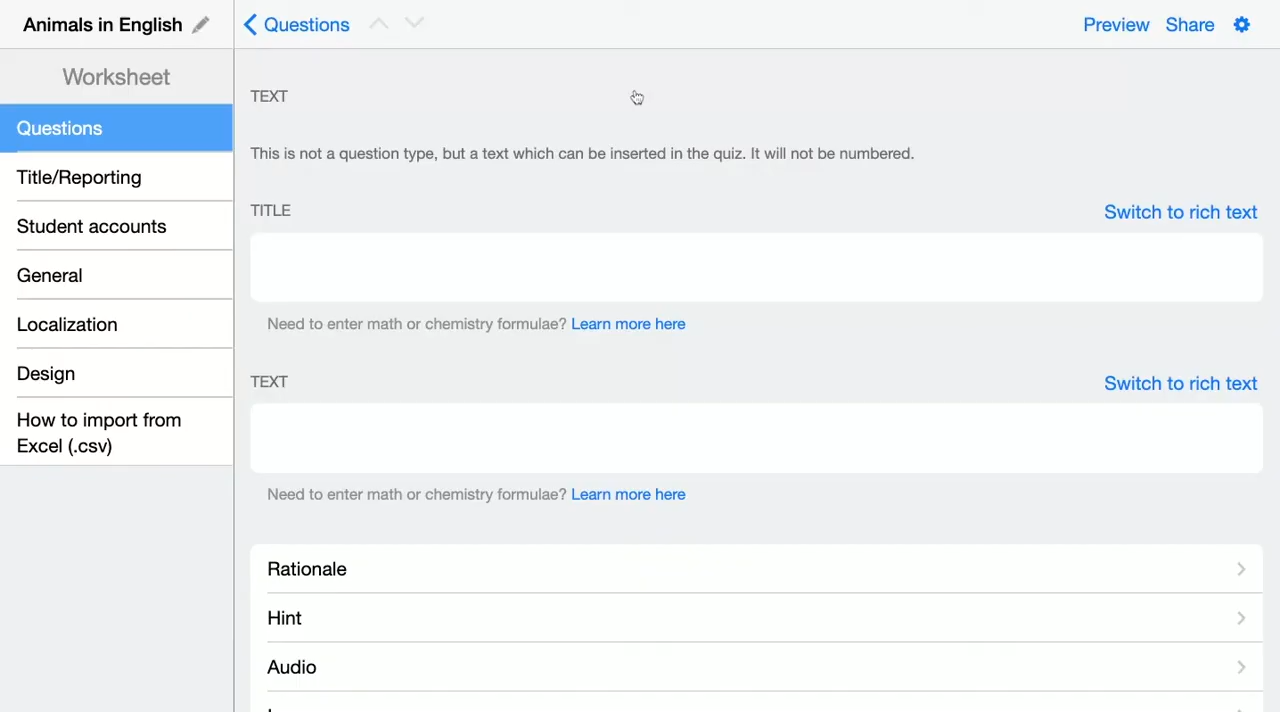 Animals in English
Questions
Preview
Share
Worksheet
Questions
Title/Reporting
Student accounts
General
Localization
Design
How to import from
Excel (.csv)
TEXT
This is not a question type, but a text which can be inserted in the quiz. It will not be numbered.
TITLE
Switch to rich text
Need to enter math or chemistry formulae? Learn more here
TEXT
Switch to rich text
Need to enter math or chemistry formulae? Learn more here
Rationale
Hint
Audio